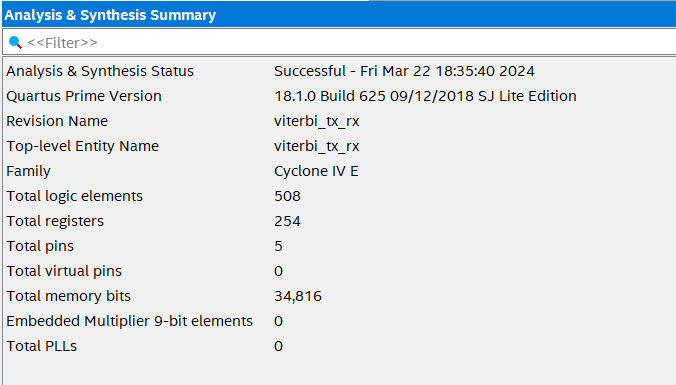 Analysis & Synthesis Summary
<<Filter>>
Analysis & Synthesis Status Successful - Fri Mar 22 18:35:40 2024
Quartus Prime Version 18.1.0 Build 625 09/12/2018 SJ Lite Edition
Revision Name viterbi_tx_rx
Top-level Entity Name viterbi_tx_rx
Family Cyclone IV E
Total logic elements 508
Total registers 254
Total pins 5
Total virtual pins 0
Total memory bits 34,816
Embedded Multiplier 9-bit elements 0
Total PLLs 0